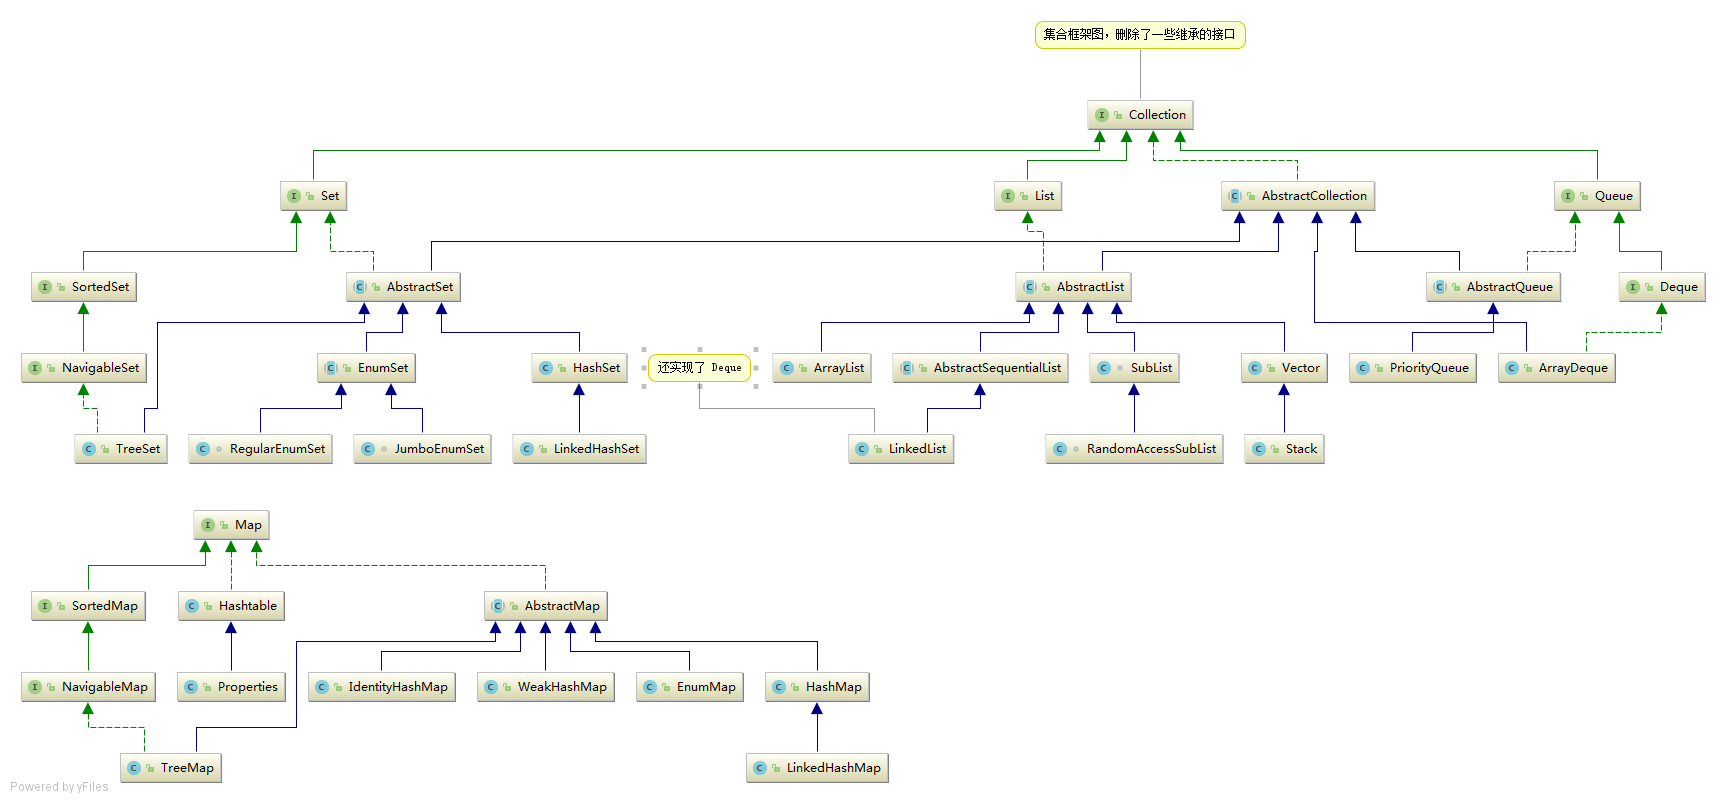 集合框架图，删除了一些继承的接口
Collection
Set
List
AbstractCollection
Queue
SortedSet
AbstractSet
AbstractList
AbstractQueue
Deque
NavigableSet
EnumSet
HashSet
还实现了 Deque
ArrayList
AbstractSequentialList
SubList
Vector
PriorityQueue
ArrayDeque
TreeSet
RegularEnumSet
JumboEnumSet
LinkedHashSet
LinkedList
RandomAccessSubList
Stack
Map
SortedMap
Hashtable
AbstractMap
NavigableMap
Properties
IdentityHashMap
WeakHashMap
EnumMap
HashMap
TreeMap
LinkedHashMap
Powered by yFiles